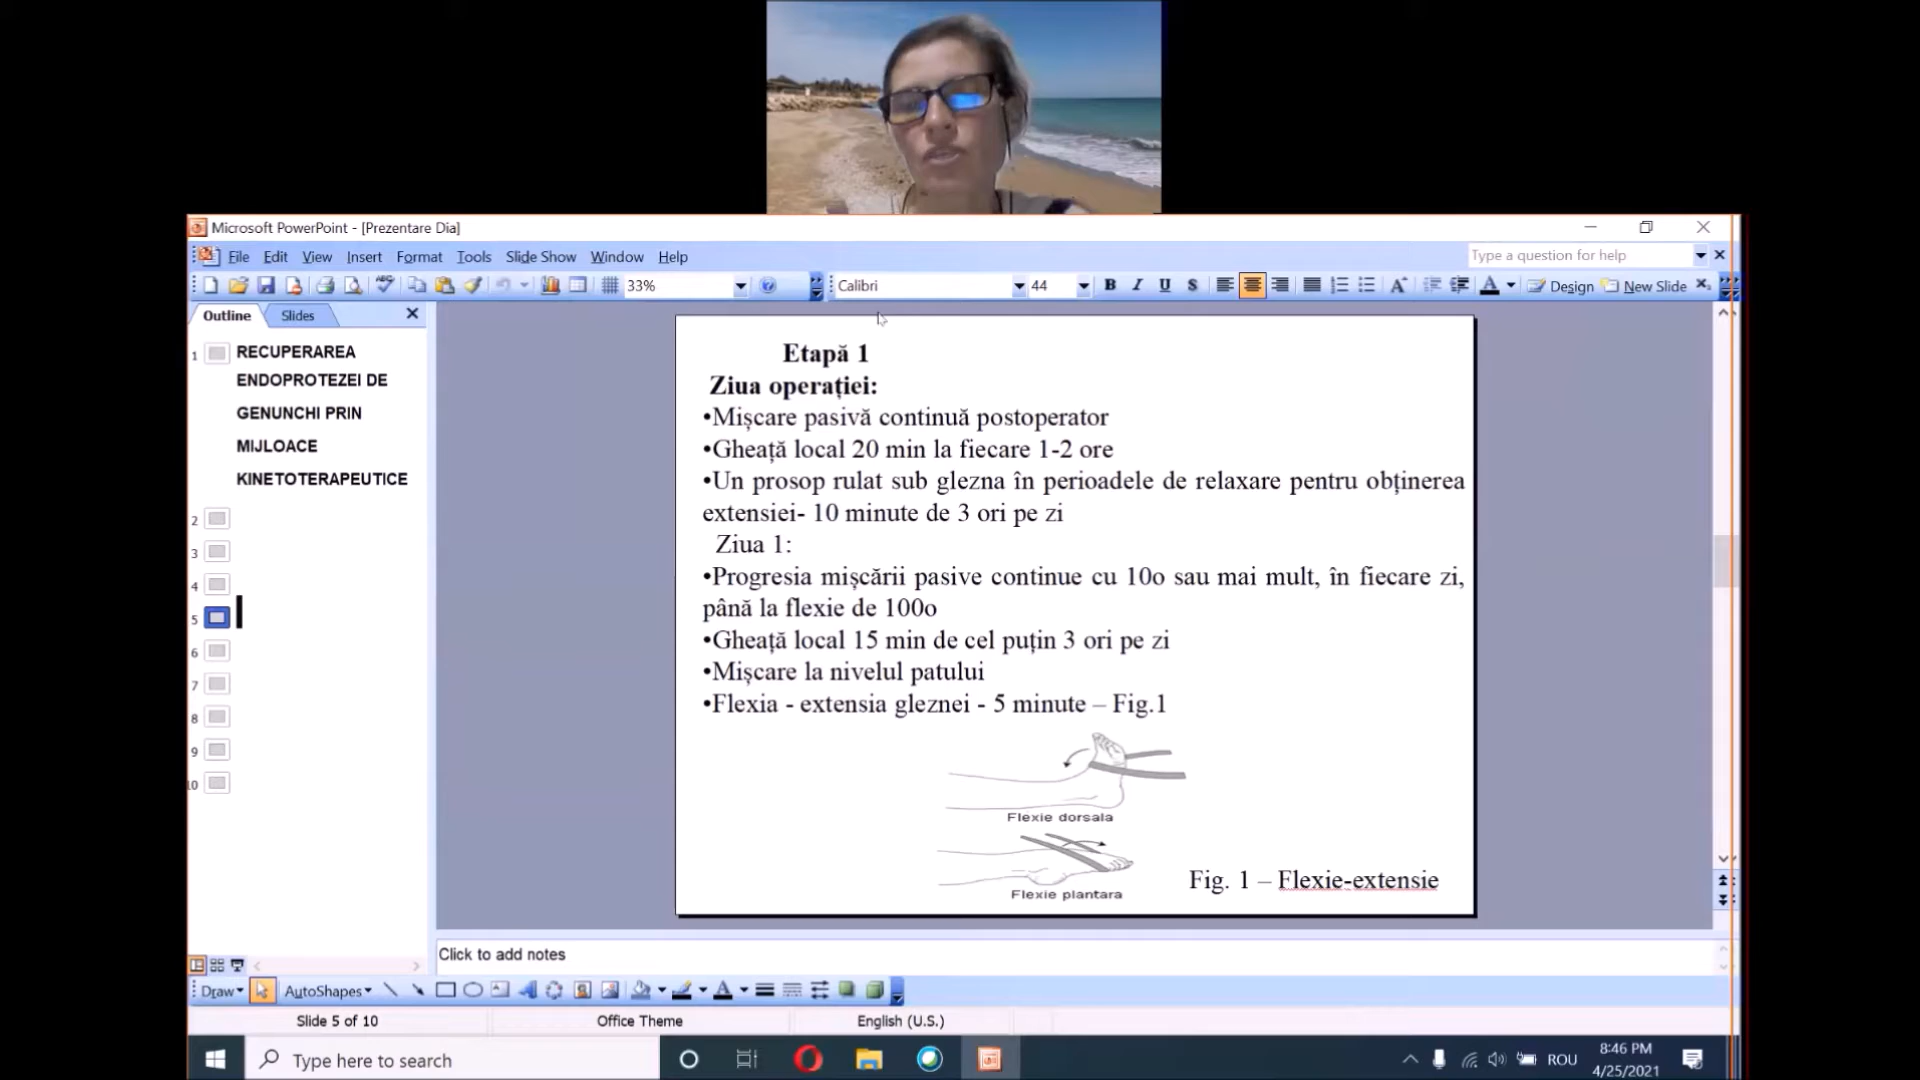 Microsoft PowerPoint - [Prezentare Dia]
File Edit View Insert Format Tools Slide Show Window Help
Type a question for help
33%
Calibri
44
B I U S
Design
New Slide
Outline
Slides
1 RECUPERAREA
ENDOPROTEZEI DE
GENUNCHI PRIN
MIJLOACE
KINETOTERAPEUTICE
2
3
4
5
6
7
8
9
10
Etapă 1
Ziua operației:
•Mișcare pasivă continuă postoperator
•Gheață local 20 min la fiecare 1-2 ore
•Un prosop rulat sub glezna în perioadele de relaxare pentru obținerea
extensiei- 10 minute de 3 ori pe zi
Ziua 1:
•Progresia mișcării pasive continue cu 10o sau mai mult, în fiecare zi,
până la flexie de 100o
•Gheață local 15 min de cel puțin 3 ori pe zi
•Mișcare la nivelul patului
•Flexia - extensia gleznei - 5 minute – Fig.1
Flexie dorsala
Flexie plantara
Fig. 1 – Flexie-extensie
Click to add notes
Draw
AutoShapes
Slide 5 of 10
Office Theme
English (U.S.)
Type here to search
ROU
8:46 PM
4/25/2021